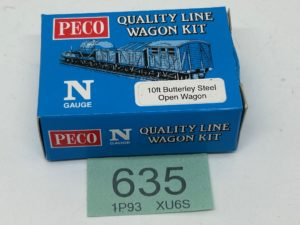 PECO
QUALITY LINE
WAGON KIT
N
GAUGE
10ft Butterley Steel
Open Wagon
PECO
N
GAUGE
QUALITY LINE
WAGON KIT
635
1P93 XU6S